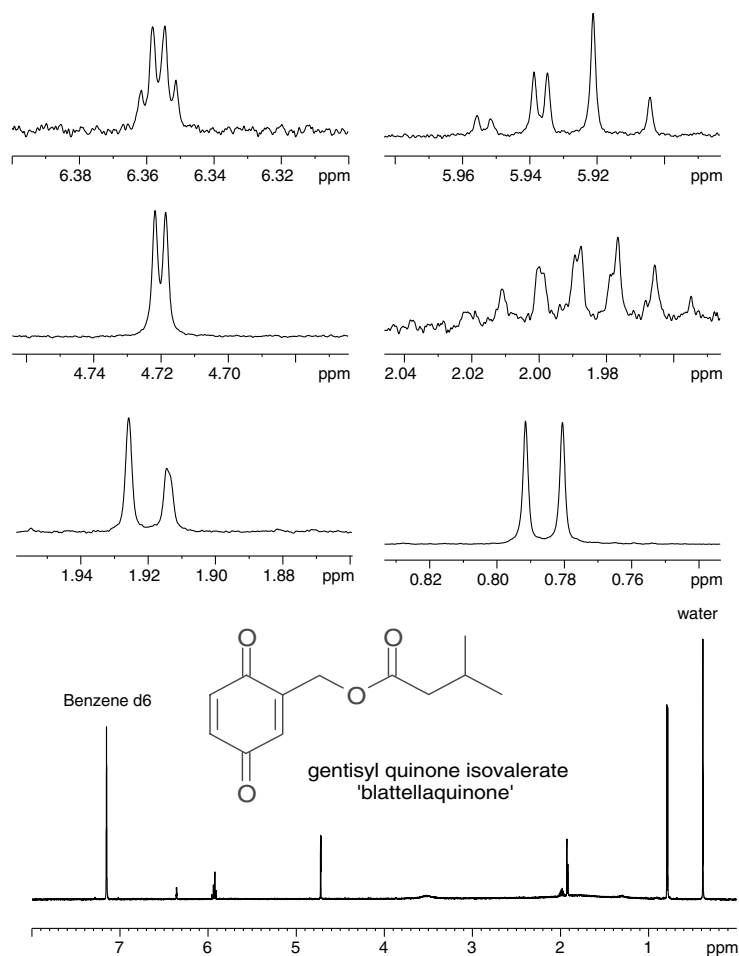 6.38 6.36 6.34 6.32 ppm
5.96 5.94 5.92 ppm
4.74 4.72 4.70 ppm
2.04 2.02 2.00 1.98 ppm
1.94 1.92 1.90 1.88 ppm
0.82 0.80 0.78 0.76 ppm
water
Benzene d6
O O
O
O
gentisyl quinone isovalerate
'blattellaquinone'
7 6 5 4 3 2 1 ppm